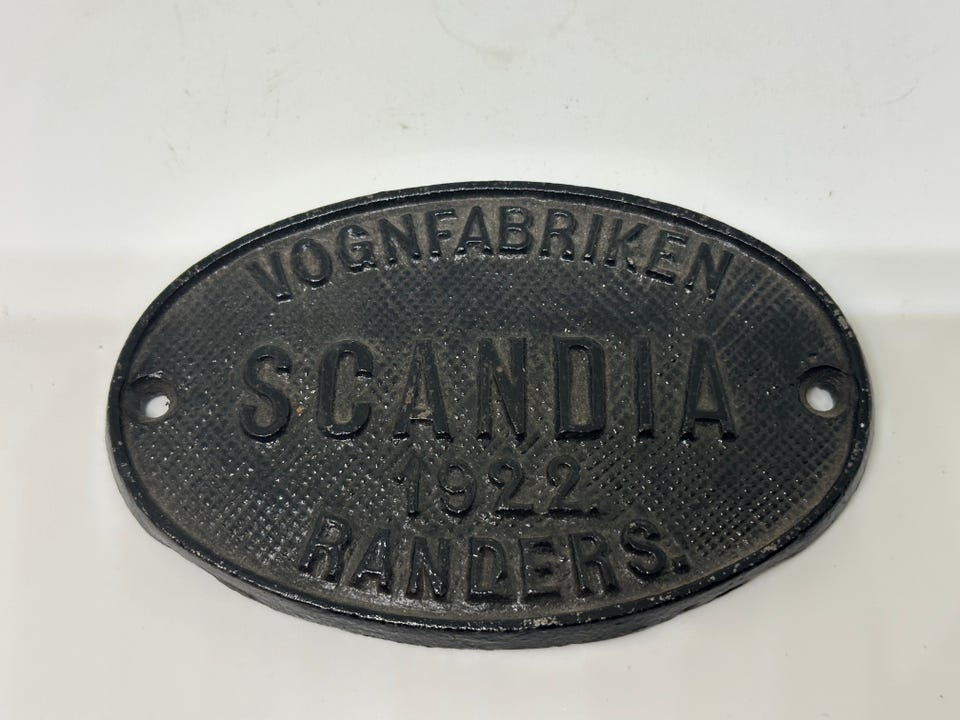 VOGNFABRIKEN
SCANDIA
1922.
RANDERS.